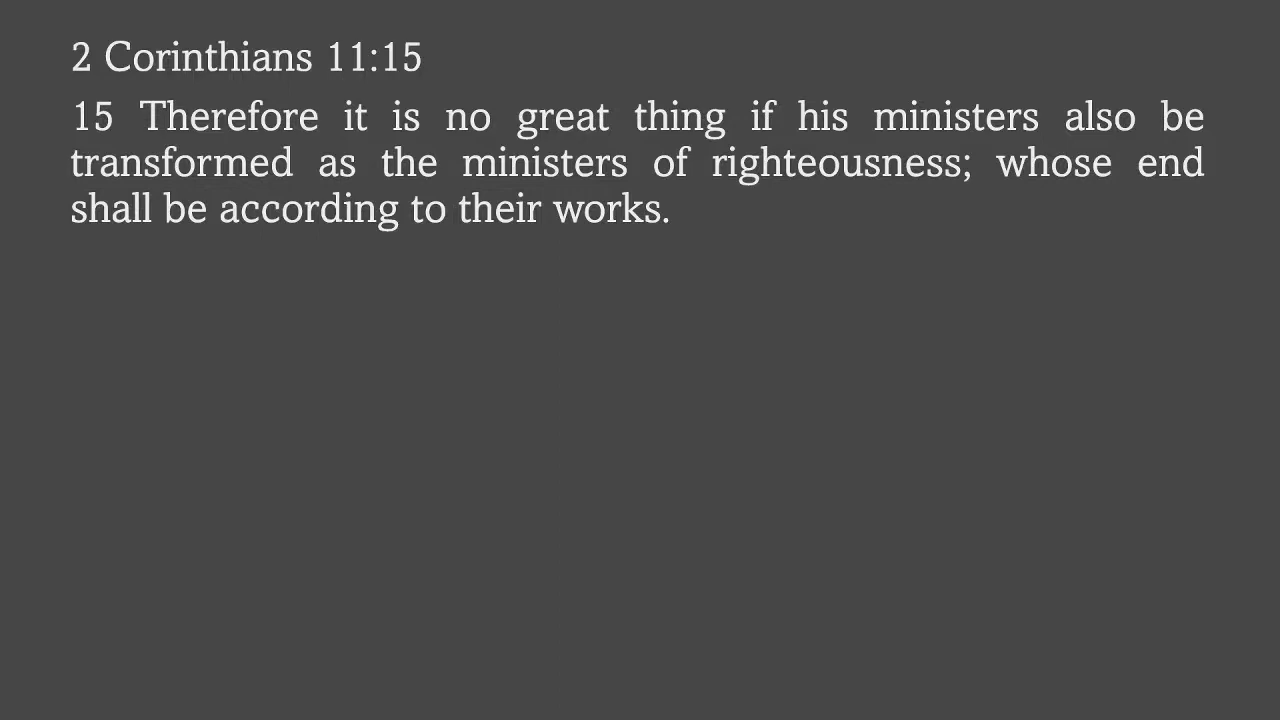 2 Corinthians 11:15
15 Therefore it is no great thing if his ministers also be
transformed as the ministers of righteousness; whose end
shall be according to their works.